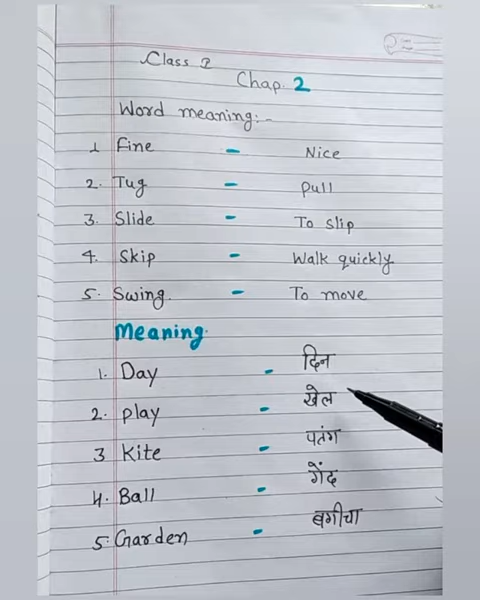 Class I
Chap. 2
Word meaning:-
1. Fine - Nice
2. Tug - Pull
3. Slide - To slip
4. Skip - Walk quickly
5. Swing. - To move
Meaning.
1. Day - दिन
2. play - खेल
3 Kite - पतंग
4. Ball - गेंद
5. Garden - बगीचा